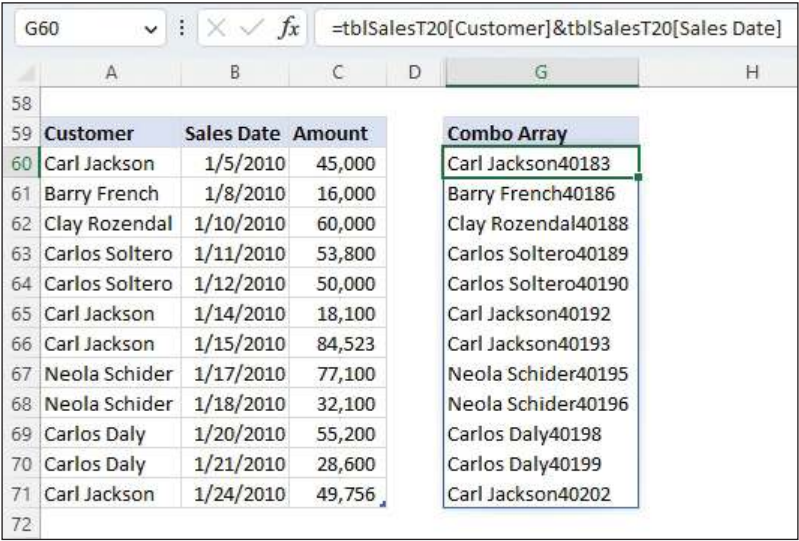 G60 fx =tblSalesT20[Customer]&tblSalesT20[Sales Date]
A B C D G H
58
59 Customer Sales Date Amount Combo Array
60 Carl Jackson 1/5/2010 45,000 Carl Jackson40183
61 Barry French 1/8/2010 16,000 Barry French40186
62 Clay Rozendal 1/10/2010 60,000 Clay Rozendal40188
63 Carlos Soltero 1/11/2010 53,800 Carlos Soltero40189
64 Carlos Soltero 1/12/2010 50,000 Carlos Soltero40190
65 Carl Jackson 1/14/2010 18,100 Carl Jackson40192
66 Carl Jackson 1/15/2010 84,523 Carl Jackson40193
67 Neola Schider 1/17/2010 77,100 Neola Schider40195
68 Neola Schider 1/18/2010 32,100 Neola Schider40196
69 Carlos Daly 1/20/2010 55,200 Carlos Daly40198
70 Carlos Daly 1/21/2010 28,600 Carlos Daly40199
71 Carl Jackson 1/24/2010 49,756 Carl Jackson40202
72